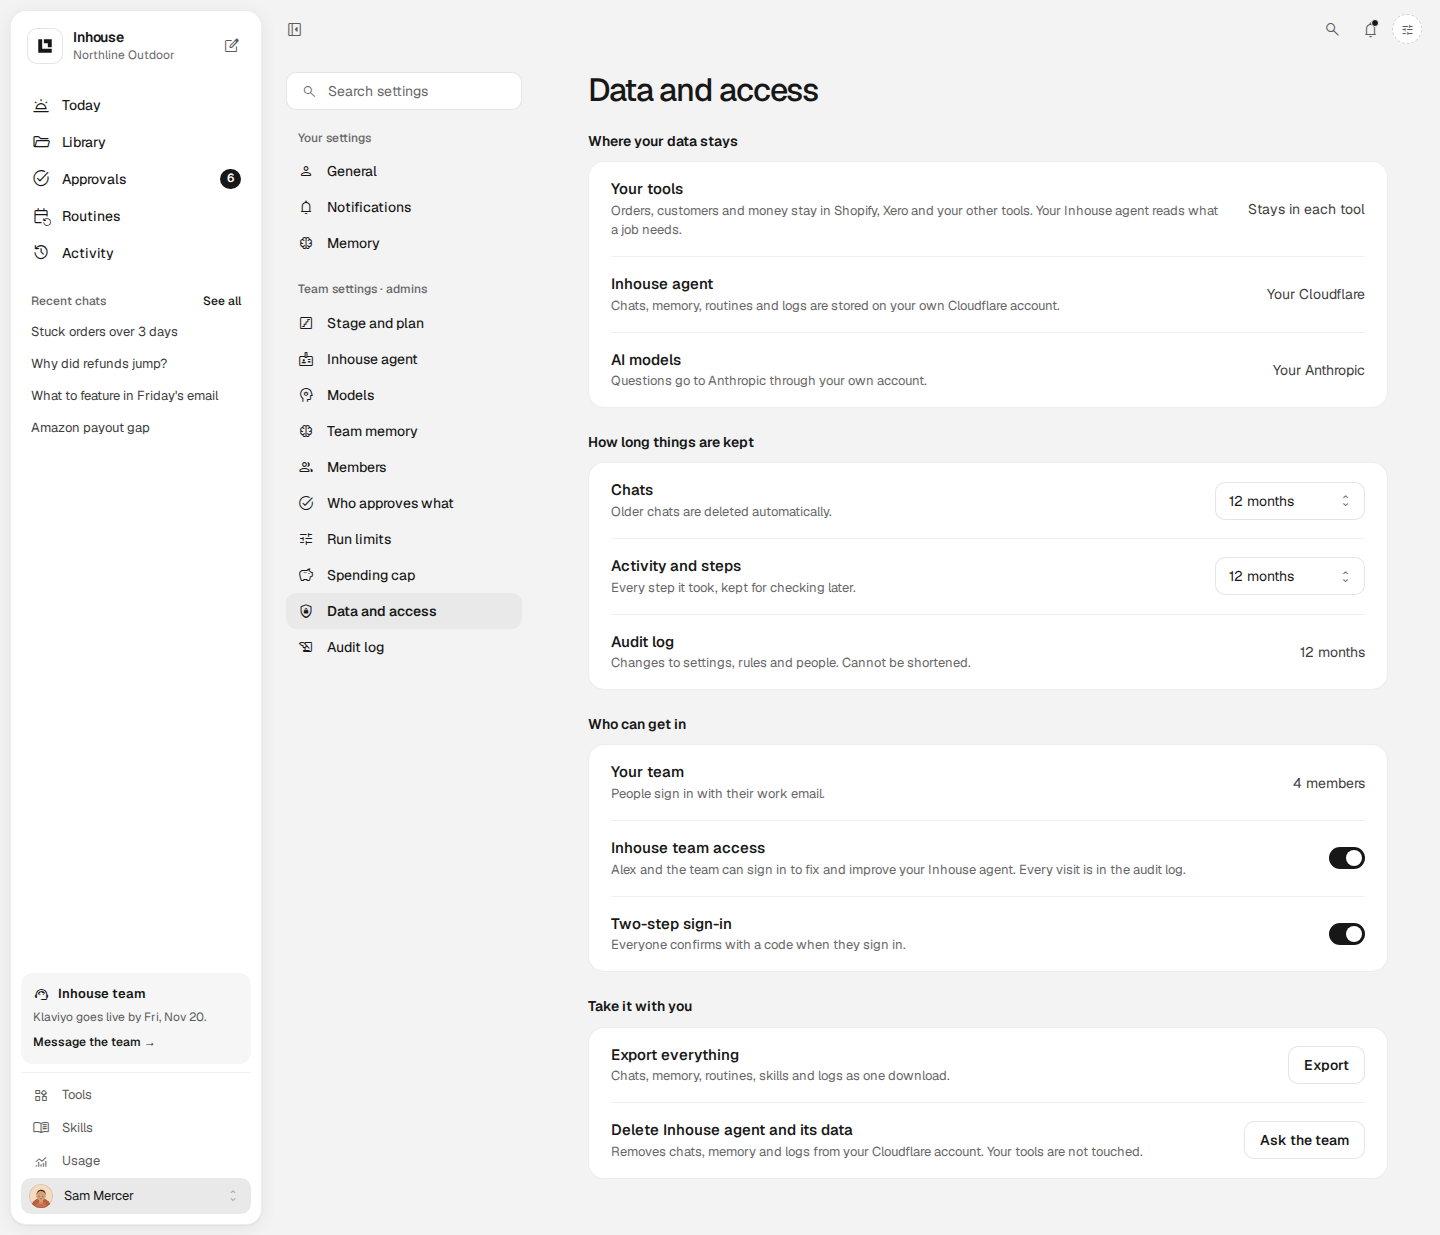 Inhouse
Northline Outdoor
Today
Library
Approvals
6
Routines
Activity
Recent chats
See all
Stuck orders over 3 days
Why did refunds jump?
What to feature in Friday's email
Amazon payout gap
Inhouse team
Klaviyo goes live by Fri, Nov 20.
Message the team →
Tools
Skills
Usage
Sam Mercer
Search settings
Your settings
General
Notifications
Memory
Team settings · admins
Stage and plan
Inhouse agent
Models
Team memory
Members
Who approves what
Run limits
Spending cap
Data and access
Audit log
Data and access
Where your data stays
Your tools
Orders, customers and money stay in Shopify, Xero and your other tools. Your Inhouse agent reads what
a job needs.
Stays in each tool
Inhouse agent
Chats, memory, routines and logs are stored on your own Cloudflare account.
Your Cloudflare
AI models
Questions go to Anthropic through your own account.
Your Anthropic
How long things are kept
Chats
Older chats are deleted automatically.
12 months
Activity and steps
Every step it took, kept for checking later.
12 months
Audit log
Changes to settings, rules and people. Cannot be shortened.
12 months
Who can get in
Your team
People sign in with their work email.
4 members
Inhouse team access
Alex and the team can sign in to fix and improve your Inhouse agent. Every visit is in the audit log.
Two-step sign-in
Everyone confirms with a code when they sign in.
Take it with you
Export everything
Chats, memory, routines, skills and logs as one download.
Export
Delete Inhouse agent and its data
Removes chats, memory and logs from your Cloudflare account. Your tools are not touched.
Ask the team